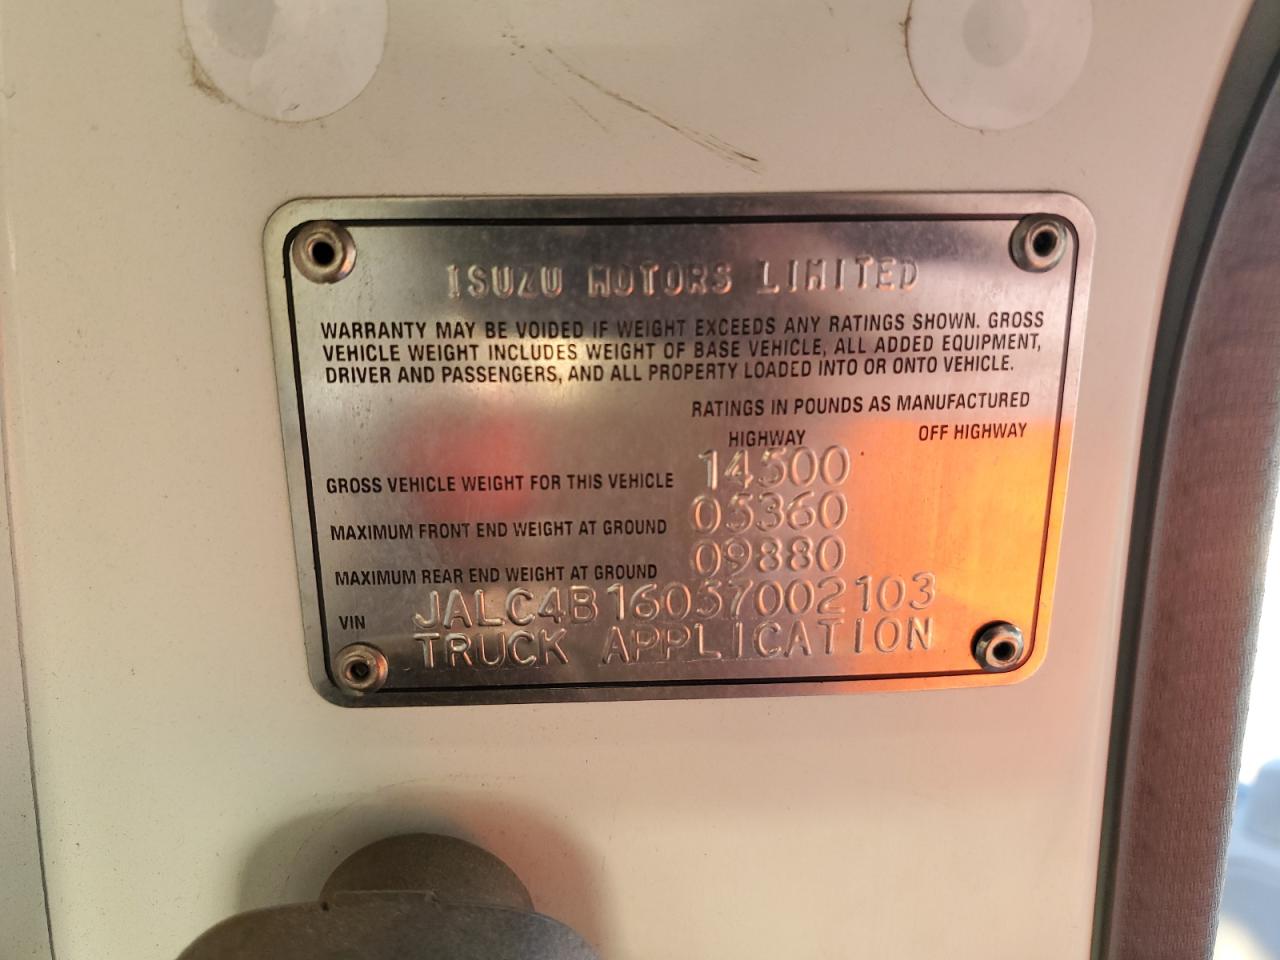 ISUZU MOTORS LIMITED
WARRANTY MAY BE VOIDED IF WEIGHT EXCEEDS ANY RATINGS SHOWN. GROSS
VEHICLE WEIGHT INCLUDES WEIGHT OF BASE VEHICLE, ALL ADDED EQUIPMENT,
DRIVER AND PASSENGERS, AND ALL PROPERTY LOADED INTO OR ONTO VEHICLE.
RATINGS IN POUNDS AS MANUFACTURED
HIGHWAY OFF HIGHWAY
GROSS VEHICLE WEIGHT FOR THIS VEHICLE 14500
MAXIMUM FRONT END WEIGHT AT GROUND 05360
MAXIMUM REAR END WEIGHT AT GROUND 09880
VIN JALC4B16057002103
TRUCK APPLICATION